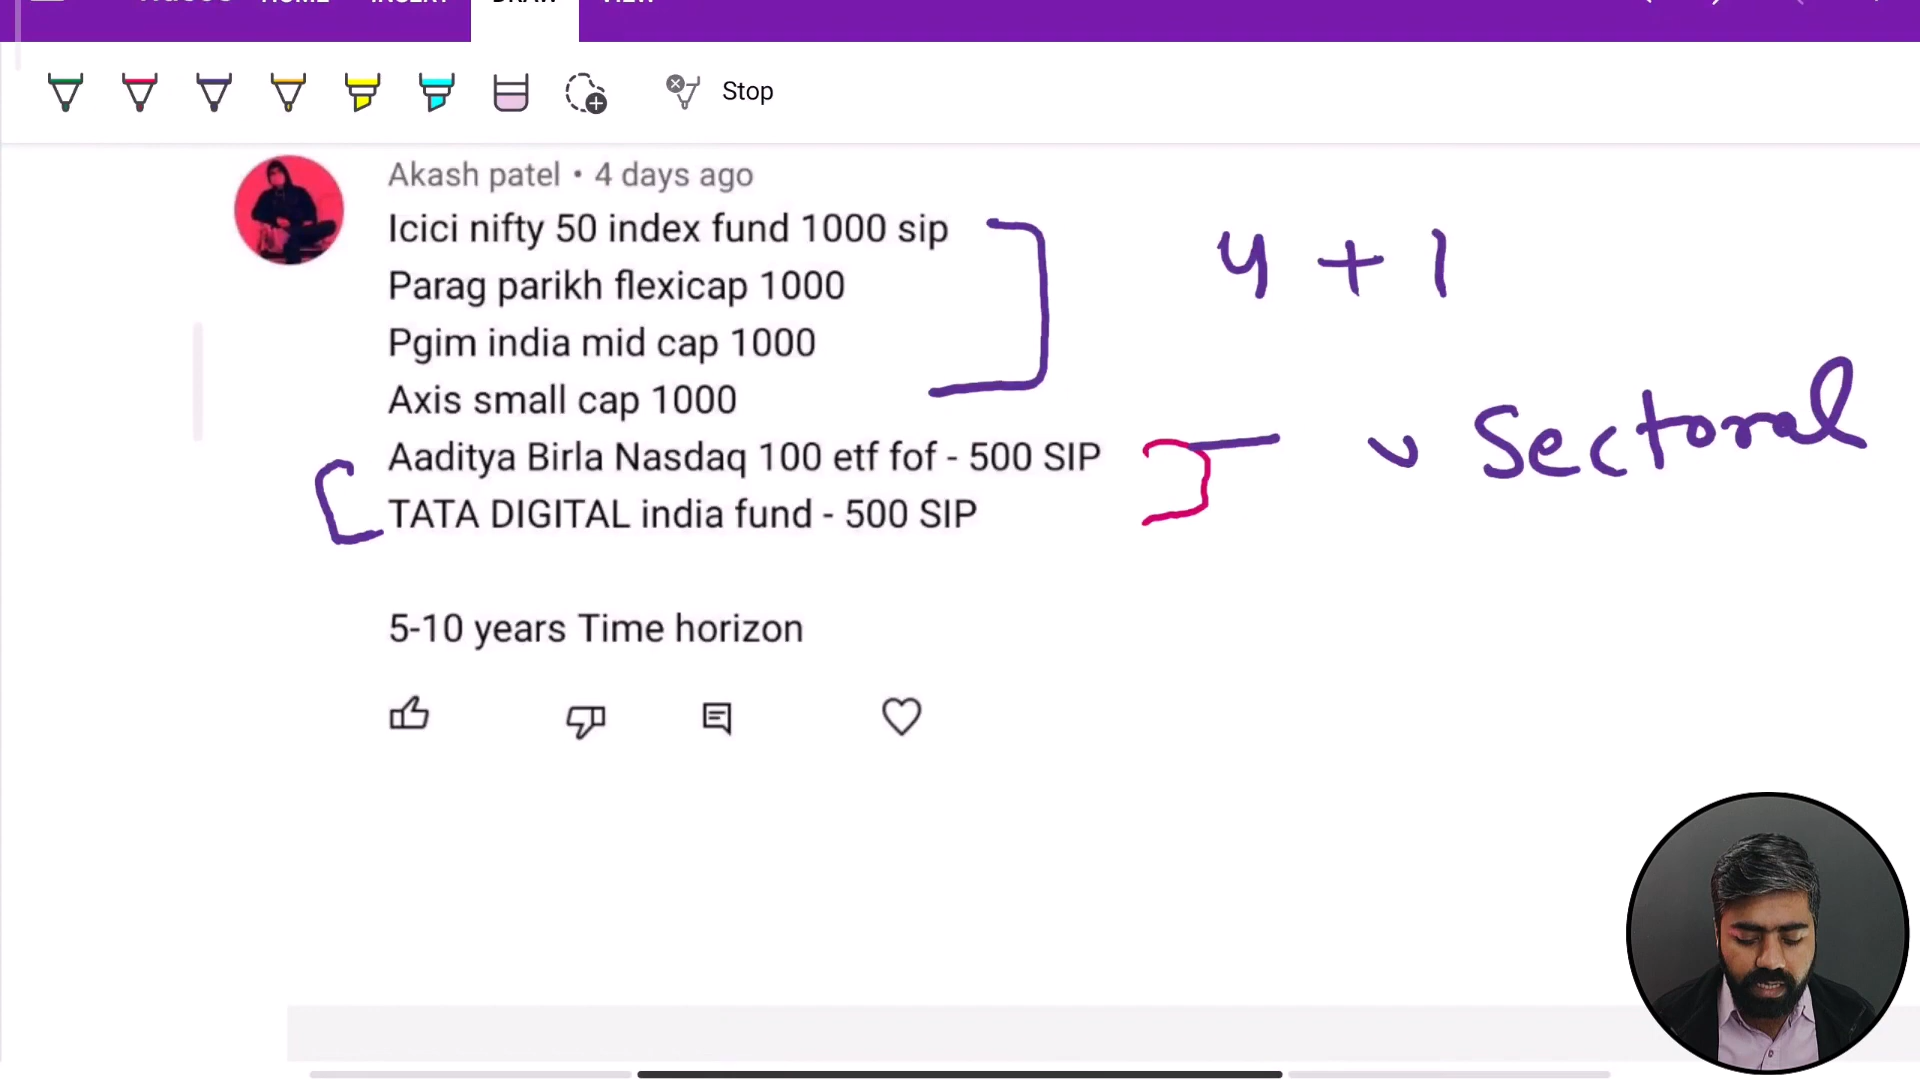 DRAW
Stop
Akash patel • 4 days ago
Icici nifty 50 index fund 1000 sip
Parag parikh flexicap 1000
Pgim india mid cap 1000
Axis small cap 1000
Aaditya Birla Nasdaq 100 etf fof - 500 SIP
TATA DIGITAL india fund - 500 SIP
5-10 years Time horizon
4 + 1
Sectoral